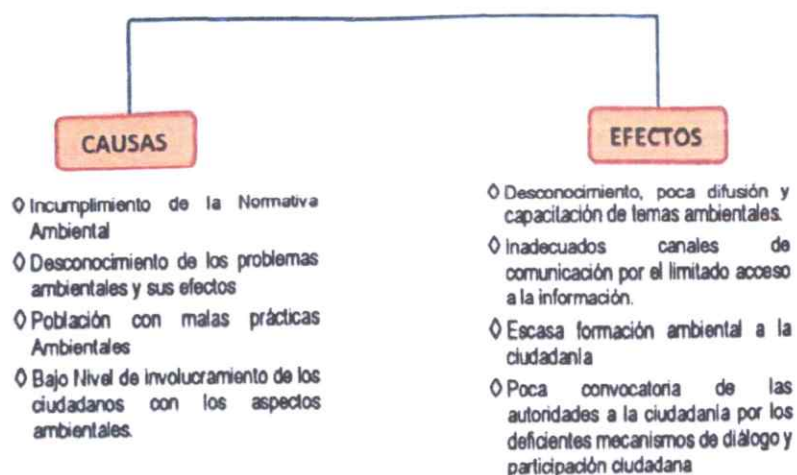 CAUSAS
◊ Incumplimiento de la Normativa
Ambiental
◊ Desconocimiento de los problemas
ambientales y sus efectos
◊ Población con malas prácticas
Ambientales
◊ Bajo Nivel de involucramiento de los
ciudadanos con los aspectos
ambientales.
EFECTOS
◊ Desconocimiento, poca difusión y
capacitación de temas ambientales.
◊ Inadecuados canales de
comunicación por el limitado acceso
a la información.
◊ Escasa formación ambiental a la
ciudadanía
◊ Poca convocatoria de las
autoridades a la ciudadanía por los
deficientes mecanismos de diálogo y
participación ciudadana